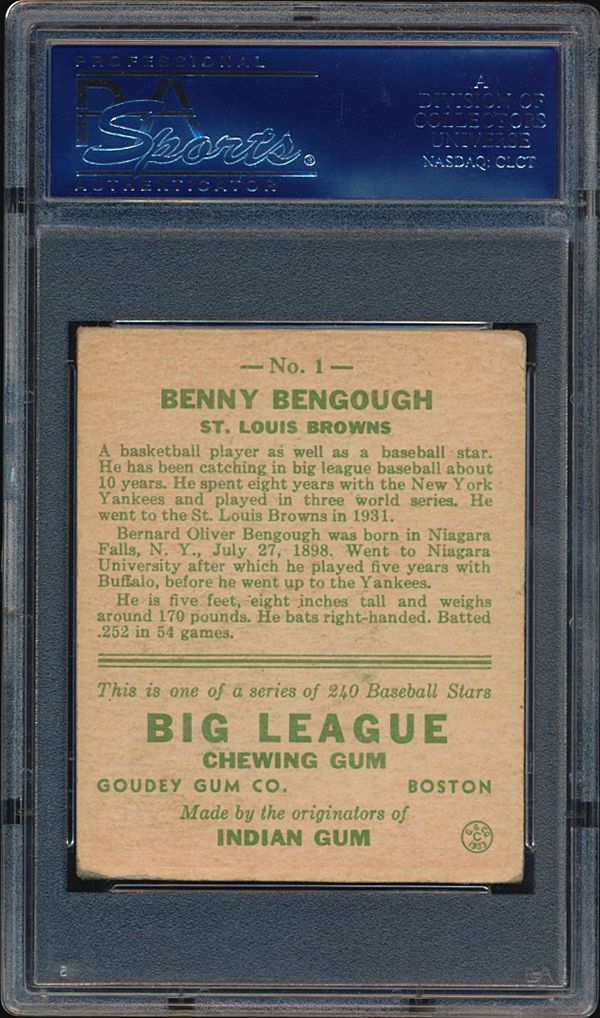 PROFESSIONAL
PSA
Sports®
AUTHENTICATOR
A
DIVISION OF
COLLECTORS
UNIVERSE
NASDAQ: CLCT
— No. 1 —
BENNY BENGOUGH
ST. LOUIS BROWNS
A basketball player as well as a baseball star.
He has been catching in big league baseball about
10 years. He spent eight years with the New York
Yankees and played in three world series. He
went to the St. Louis Browns in 1931.
Bernard Oliver Bengough was born in Niagara
Falls, N. Y., July 27, 1898. Went to Niagara
University after which he played five years with
Buffalo, before he went up to the Yankees.
He is five feet, eight inches tall and weighs
around 170 pounds. He bats right-handed. Batted
.252 in 54 games.
This is one of a series of 240 Baseball Stars
BIG LEAGUE
CHEWING GUM
GOUDEY GUM CO. BOSTON
Made by the originators of
INDIAN GUM
G. G. CO.
C
1933